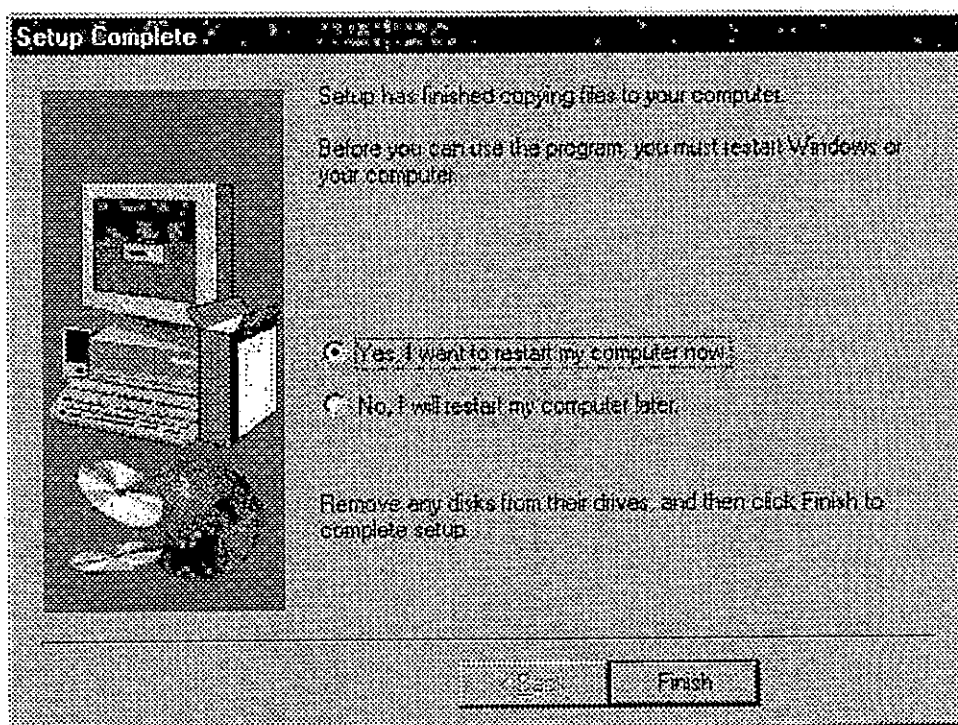 Setup Complete
Setup has finished copying files to your computer.
Before you can use the program, you must restart Windows or
your computer.
Yes, I want to restart my computer now.
No, I will restart my computer later.
Remove any disks from their drives, and then click Finish to
complete setup.
< Back
Finish